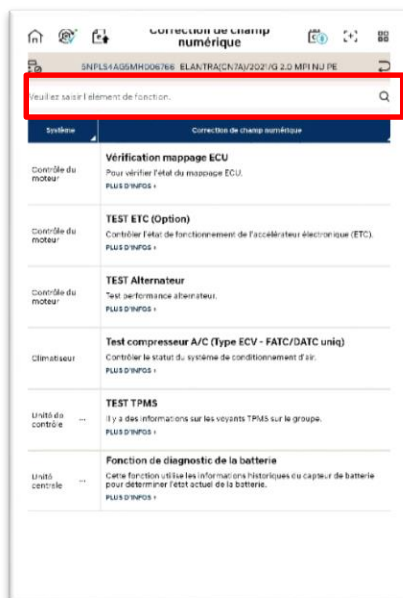 Correction de champ
numérique
5NPLS4AG5MH006766 ELANTRA(CN7A)/2021/G 2.0 MPI NU PE
Veuillez saisir l'élément de fonction.
Système
Correction de champ numérique
Contrôle du
moteur
Vérification mappage ECU
Pour vérifier l'état du mappage ECU.
PLUS D'INFOS ›
Contrôle du
moteur
TEST ETC (Option)
Contrôler l'état de fonctionnement de l'accélérateur électronique (ETC).
PLUS D'INFOS ›
Contrôle du
moteur
TEST Alternateur
Test performance alternateur.
PLUS D'INFOS ›
Climatiseur
Test compresseur A/C (Type ECV - FATC/DATC uniq)
Contrôler le statut du système de conditionnement d'air.
PLUS D'INFOS ›
Unité de
contrôle ...
TEST TPMS
Il y a des informations sur les voyants TPMS sur le groupe.
PLUS D'INFOS ›
Unité
centrale ...
Fonction de diagnostic de la batterie
Cette fonction utilise les informations historiques du capteur de batterie
pour déterminer l'état actuel de la batterie.
PLUS D'INFOS ›